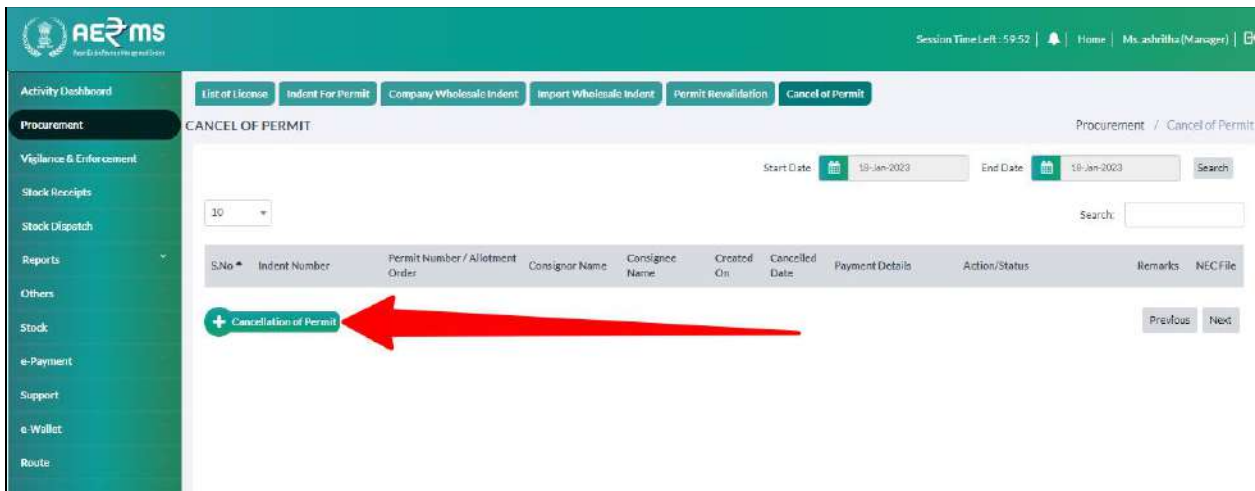 AERMS
Session Time Left : 59:52 | Home | Ms. ashritha (Manager) |
Activity Dashboard
Procurement
Vigilance & Enforcement
Stock Receipts
Stock Dispatch
Reports
Others
Stock
e-Payment
Support
e-Wallet
Route
List of License Indent For Permit Company Wholesale Indent Import Wholesale Indent Permit Revalidation Cancel of Permit
CANCEL OF PERMIT
Procurement / Cancel of Permit
Start Date 18-Jan-2023 End Date 18-Jan-2023 Search
10
Search:
S.No Indent Number Permit Number / Allotment Order Consignor Name Consignee Name Created On Cancelled Date Payment Details Action/Status Remarks NEC File
+ Cancellation of Permit
Previous Next